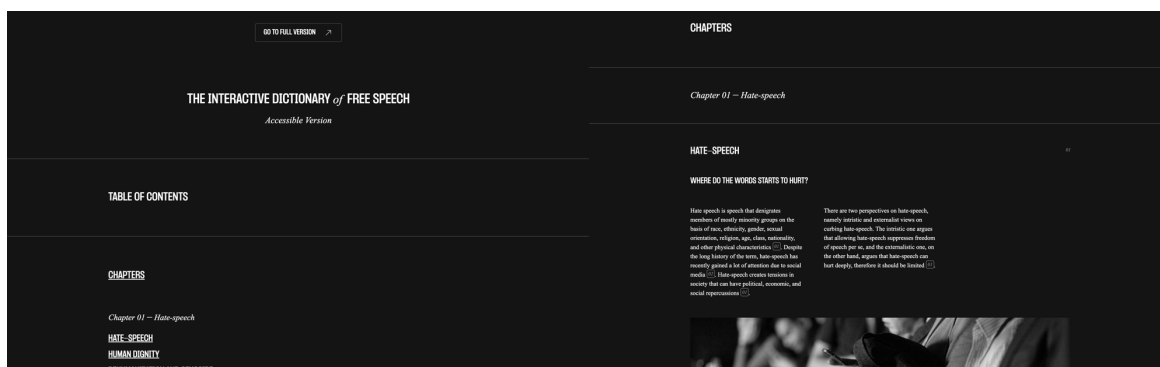 GO TO FULL VERSION ↗
THE INTERACTIVE DICTIONARY of FREE SPEECH
Accessible Version
TABLE OF CONTENTS
CHAPTERS
Chapter 01 — Hate-speech
HATE-SPEECH
HUMAN DIGNITY
CHAPTERS
Chapter 01 — Hate-speech
HATE-SPEECH
WHERE DO THE WORDS STARTS TO HURT?
Hate speech is speech that denigrates
members of mostly minority groups on the
basis of race, ethnicity, gender, sexual
orientation, religion, age, class, nationality,
and other physical characteristics. Despite
the long history of the term, hate-speech has
recently gained a lot of attention due to social
media. Hate-speech creates tensions in
society that can have political, economic, and
social repercussions.
There are two perspectives on hate-speech,
namely intristic and externalist views on
curbing hate-speech. The intristic one argues
that allowing hate-speech suppresses freedom
of speech per se, and the externalistic one, on
the other hand, argues that hate-speech can
hurt deeply, therefore it should be limited.